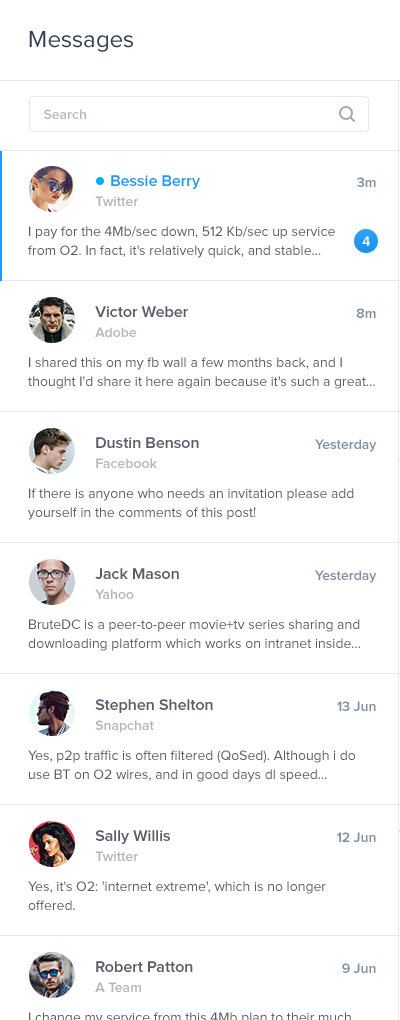 Messages
Search
Bessie Berry
3m
Twitter
I pay for the 4Mb/sec down, 512 Kb/sec up service
from O2. In fact, it's relatively quick, and stable...
4
Victor Weber
8m
Adobe
I shared this on my fb wall a few months back, and I
thought I'd share it here again because it's such a great...
Dustin Benson
Yesterday
Facebook
If there is anyone who needs an invitation please add
yourself in the comments of this post!
Jack Mason
Yesterday
Yahoo
BruteDC is a peer-to-peer movie+tv series sharing and
downloading platform which works on intranet inside...
Stephen Shelton
13 Jun
Snapchat
Yes, p2p traffic is often filtered (QoSed). Although i do
use BT on O2 wires, and in good days dl speed...
Sally Willis
12 Jun
Twitter
Yes, it's O2: 'internet extreme', which is no longer
offered.
Robert Patton
9 Jun
A Team
I change my service from this 4Mb plan to their much